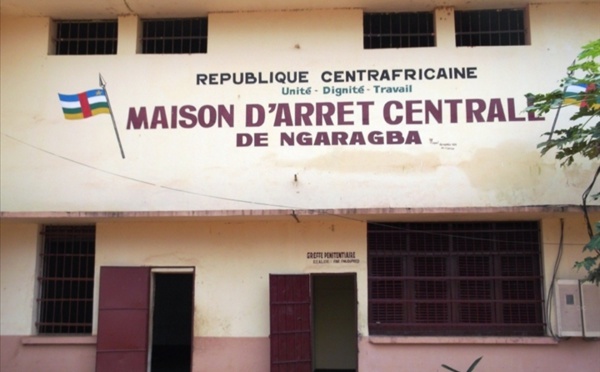 REPUBLIQUE CENTRAFRICAINE
Unité - Dignité - Travail
MAISON D'ARRET CENTRALE
DE NGARAGBA